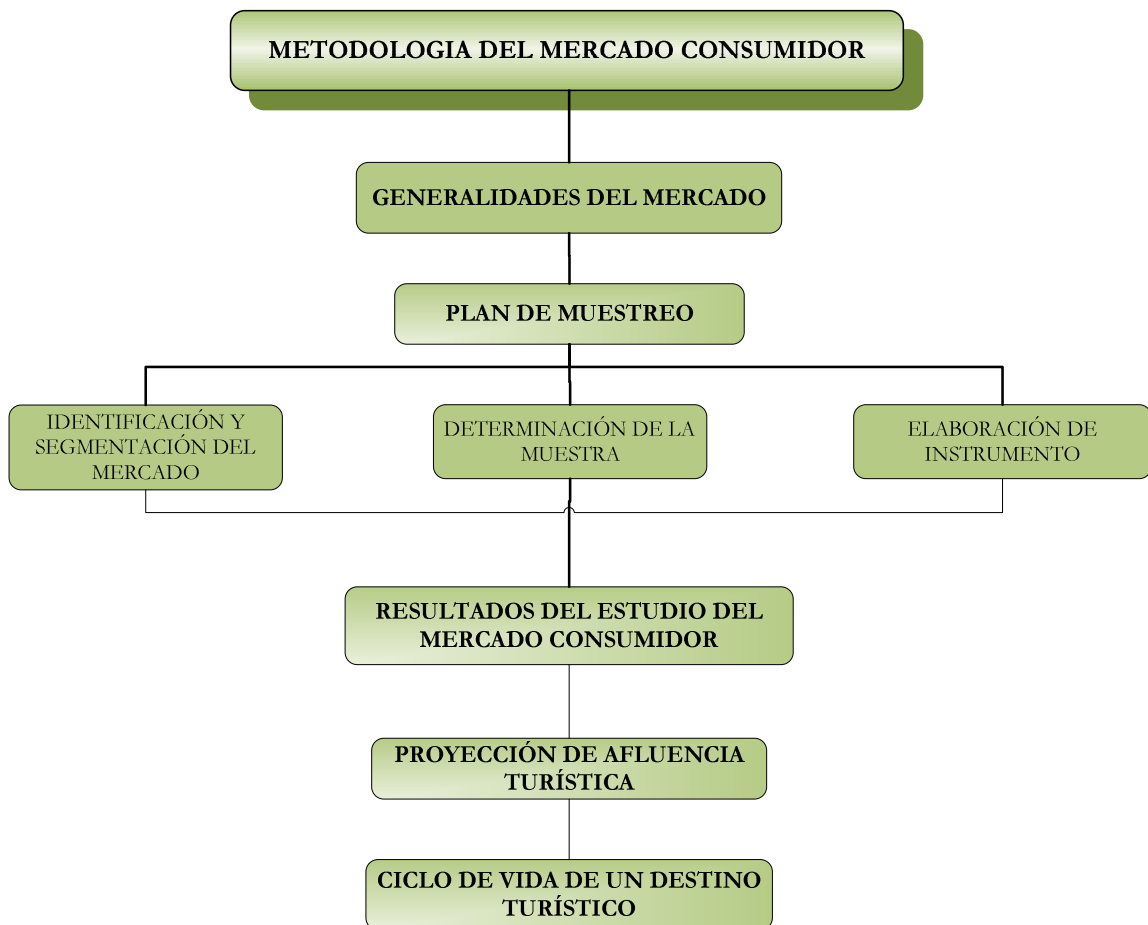 METODOLOGIA DEL MERCADO CONSUMIDOR
GENERALIDADES DEL MERCADO
PLAN DE MUESTREO
IDENTIFICACIÓN Y
SEGMENTACIÓN DEL
MERCADO
DETERMINACIÓN DE LA
MUESTRA
ELABORACIÓN DE
INSTRUMENTO
RESULTADOS DEL ESTUDIO DEL
MERCADO CONSUMIDOR
PROYECCIÓN DE AFLUENCIA
TURÍSTICA
CICLO DE VIDA DE UN DESTINO
TURÍSTICO